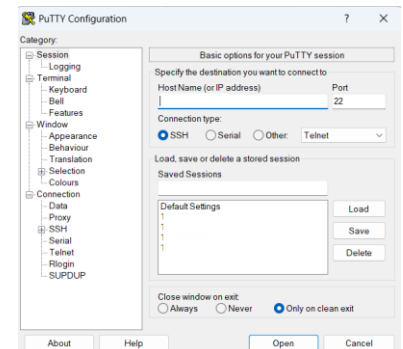 PuTTY Configuration ? ×
Category:
Session
Logging
Terminal
Keyboard
Bell
Features
Window
Appearance
Behaviour
Translation
Selection
Colours
Connection
Data
Proxy
SSH
Serial
Telnet
Rlogin
SUPDUP
Basic options for your PuTTY session
Specify the destination you want to connect to
Host Name (or IP address) Port
22
Connection type:
SSH Serial Other: Telnet
Load, save or delete a stored session
Saved Sessions
Default Settings
1
1
1
1
Load
Save
Delete
Close window on exit:
Always Never Only on clean exit
About Help Open Cancel